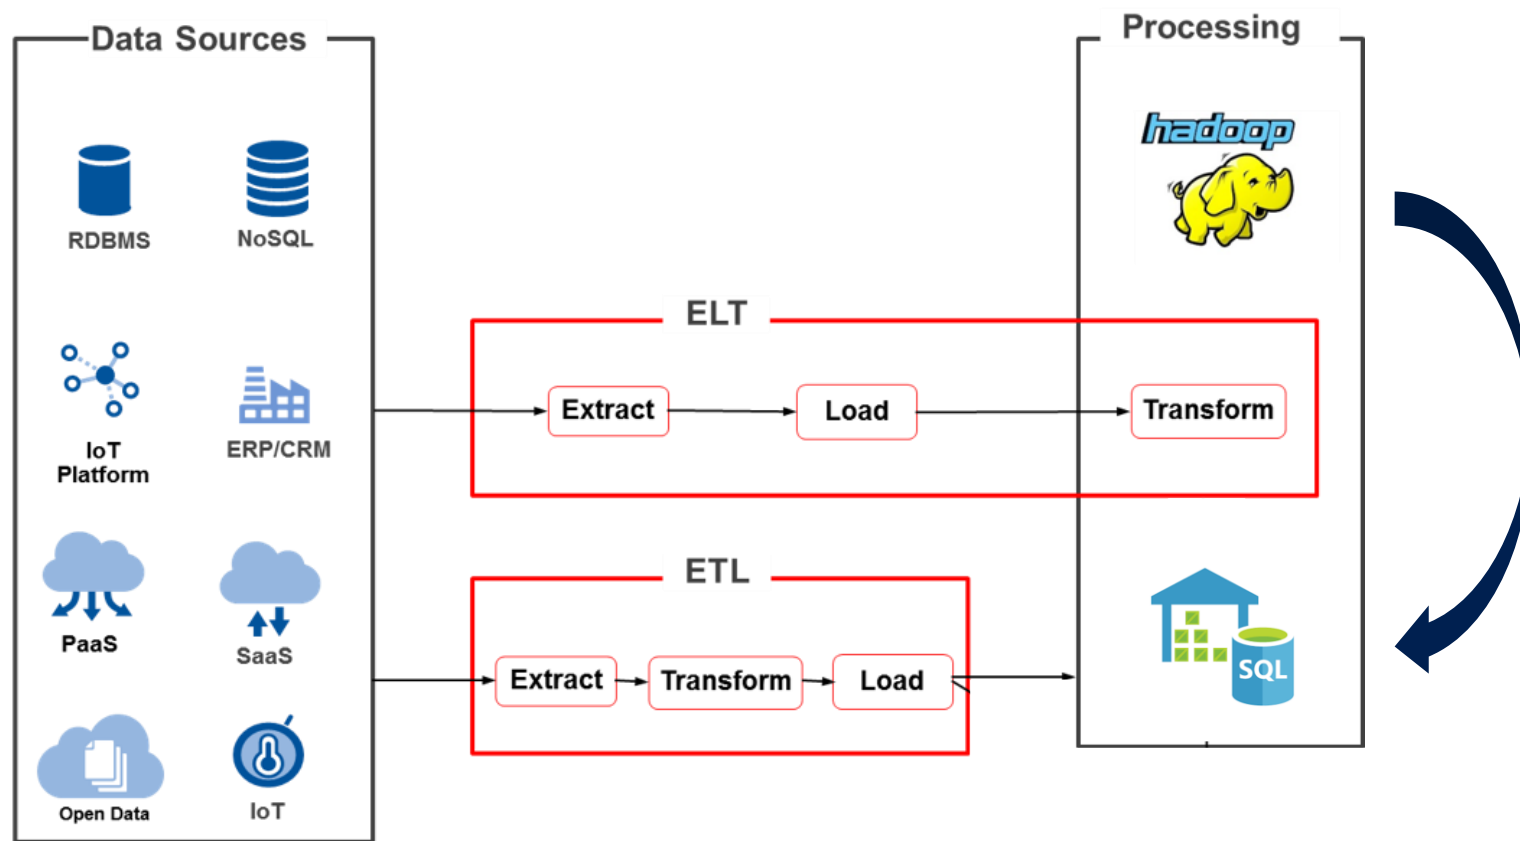 Data Sources
RDBMS
NoSQL
IoT
Platform
ERP/CRM
PaaS
SaaS
Open Data
IoT
ELT
Extract
Load
Transform
ETL
Extract
Transform
Load
Processing
hadoop
SQL